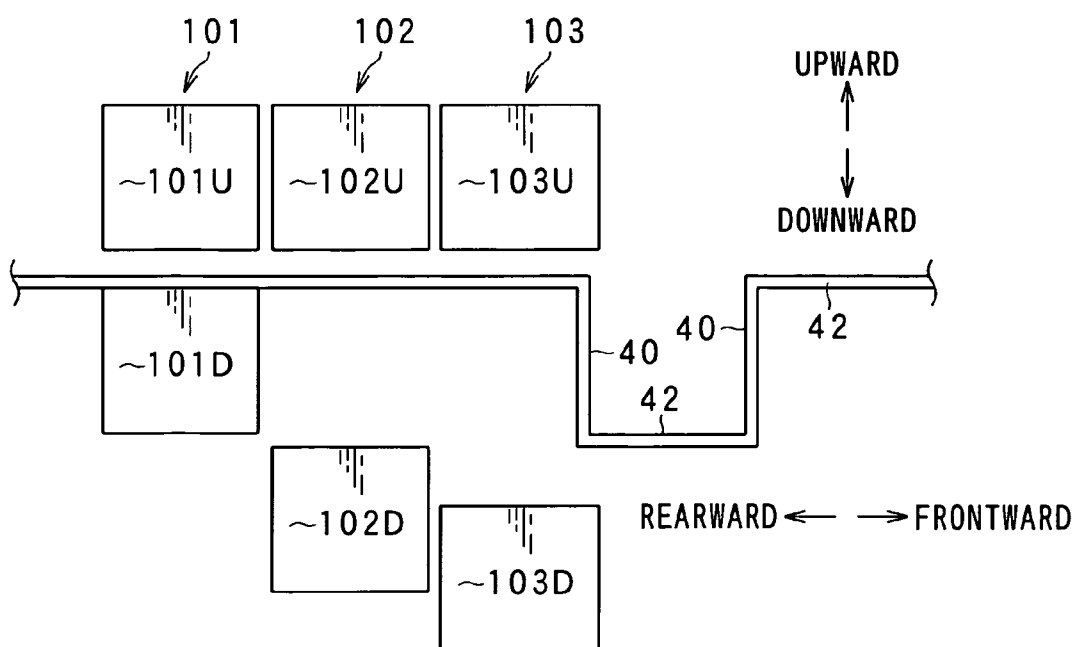 101 102 103
UPWARD
~101U ~102U ~103U
DOWNWARD
40 40 42
~101D
42
~102D
REARWARD FRONTWARD
~103D